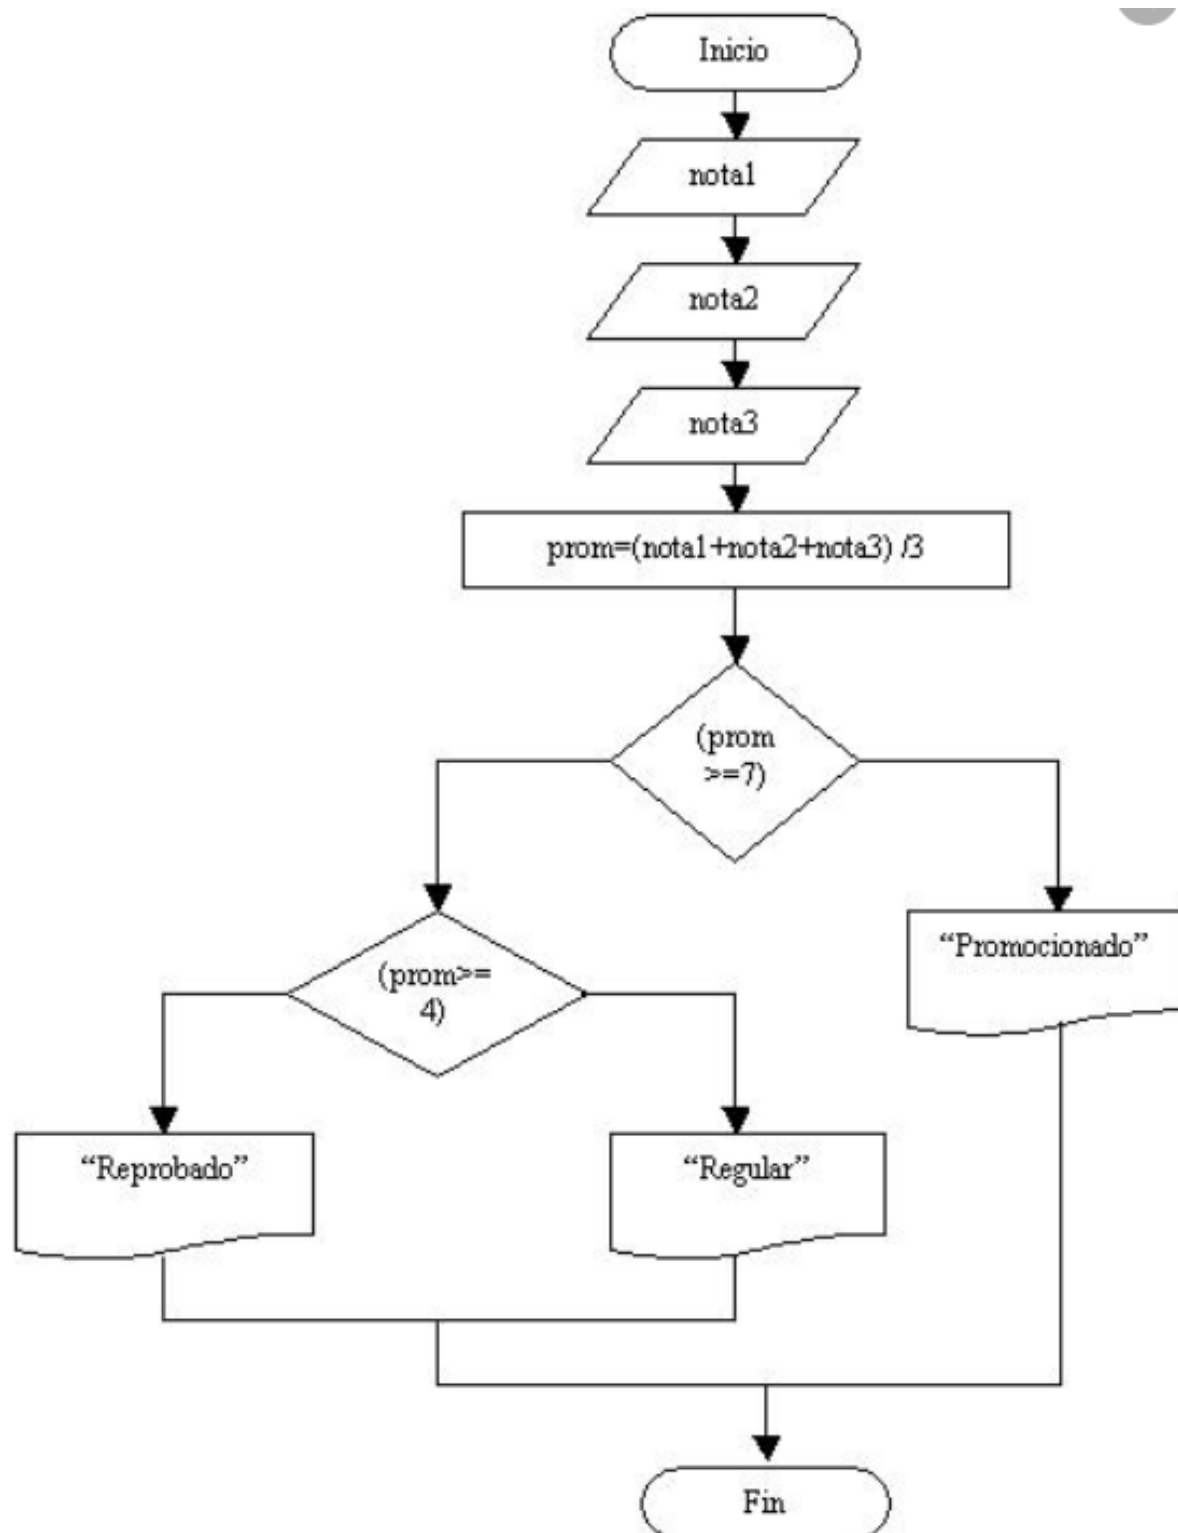 Inicio
nota1
nota2
nota3
prom=(nota1+nota2+nota3) /3
(prom
>=7)
“Promocionado”
(prom>=
4)
“Reprobado”
“Regular”
Fin